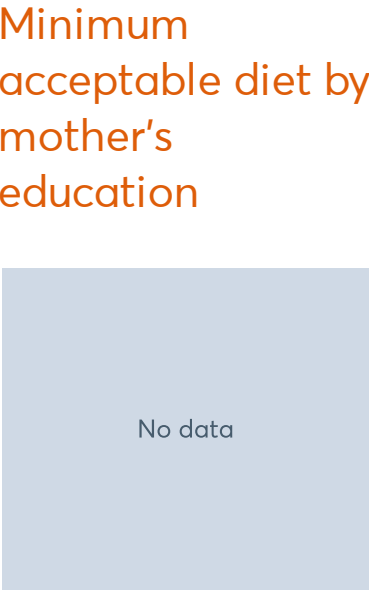 Minimum
acceptable diet by
mother's
education
No data